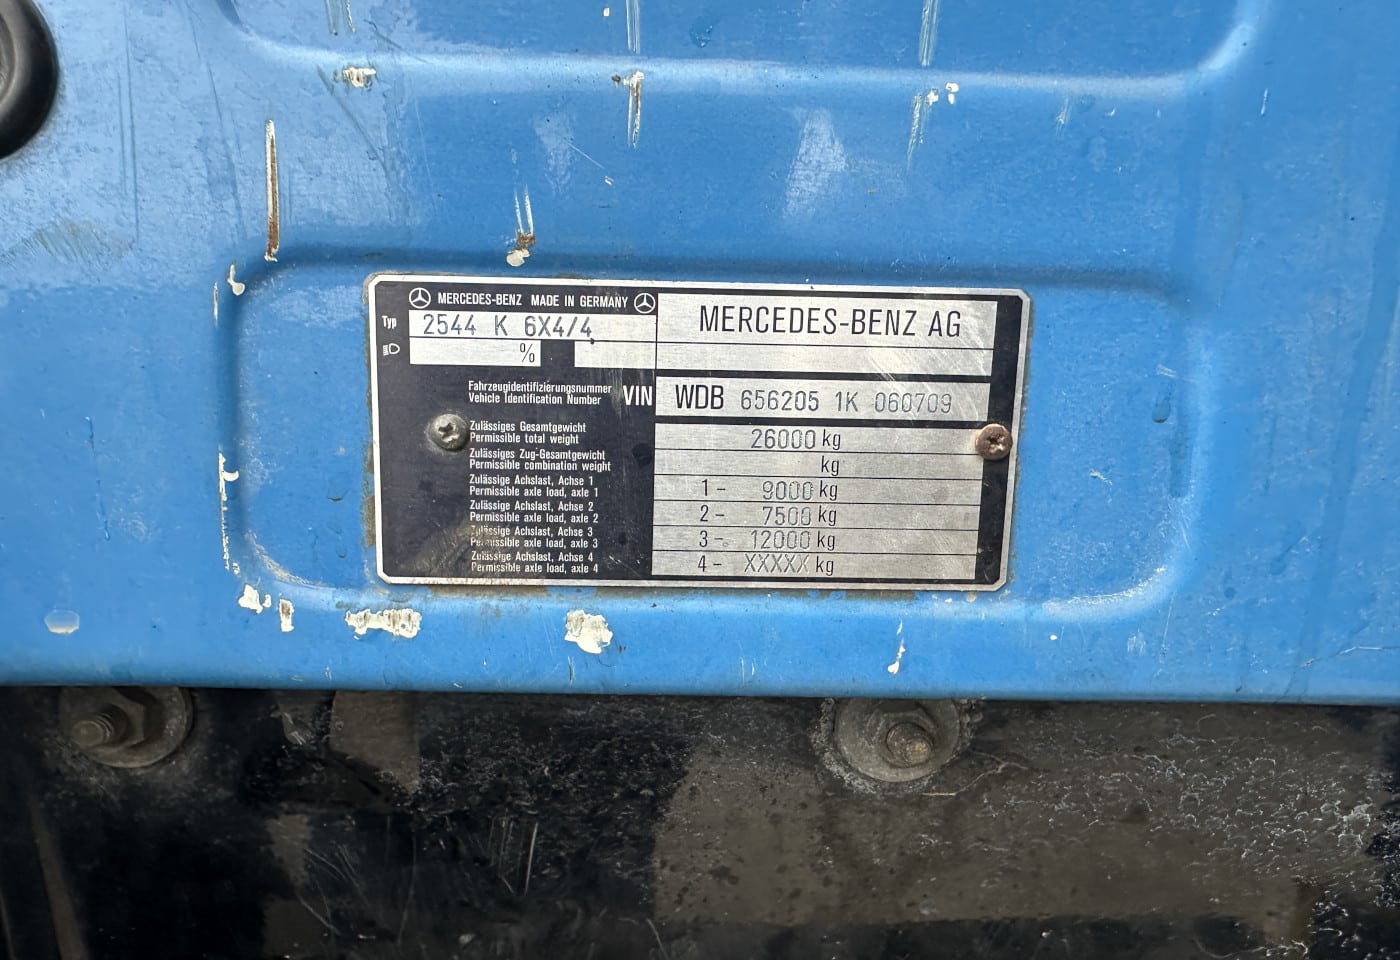 MERCEDES-BENZ MADE IN GERMANY
Typ 2544 K 6X4/4
%
MERCEDES-BENZ AG
Fahrzeugidentifizierungsnummer
Vehicle Identification Number
VIN WDB 656205 1K 060709
Zulässiges Gesamtgewicht
Permissible total weight
26000 kg
Zulässiges Zug-Gesamtgewicht
Permissible combination weight
kg
Zulässige Achslast, Achse 1
Permissible axle load, axle 1
1 - 9000 kg
Zulässige Achslast, Achse 2
Permissible axle load, axle 2
2 - 7500 kg
Zulässige Achslast, Achse 3
Permissible axle load, axle 3
3 - 12000 kg
Zulässige Achslast, Achse 4
Permissible axle load, axle 4
4 - XXXXX kg